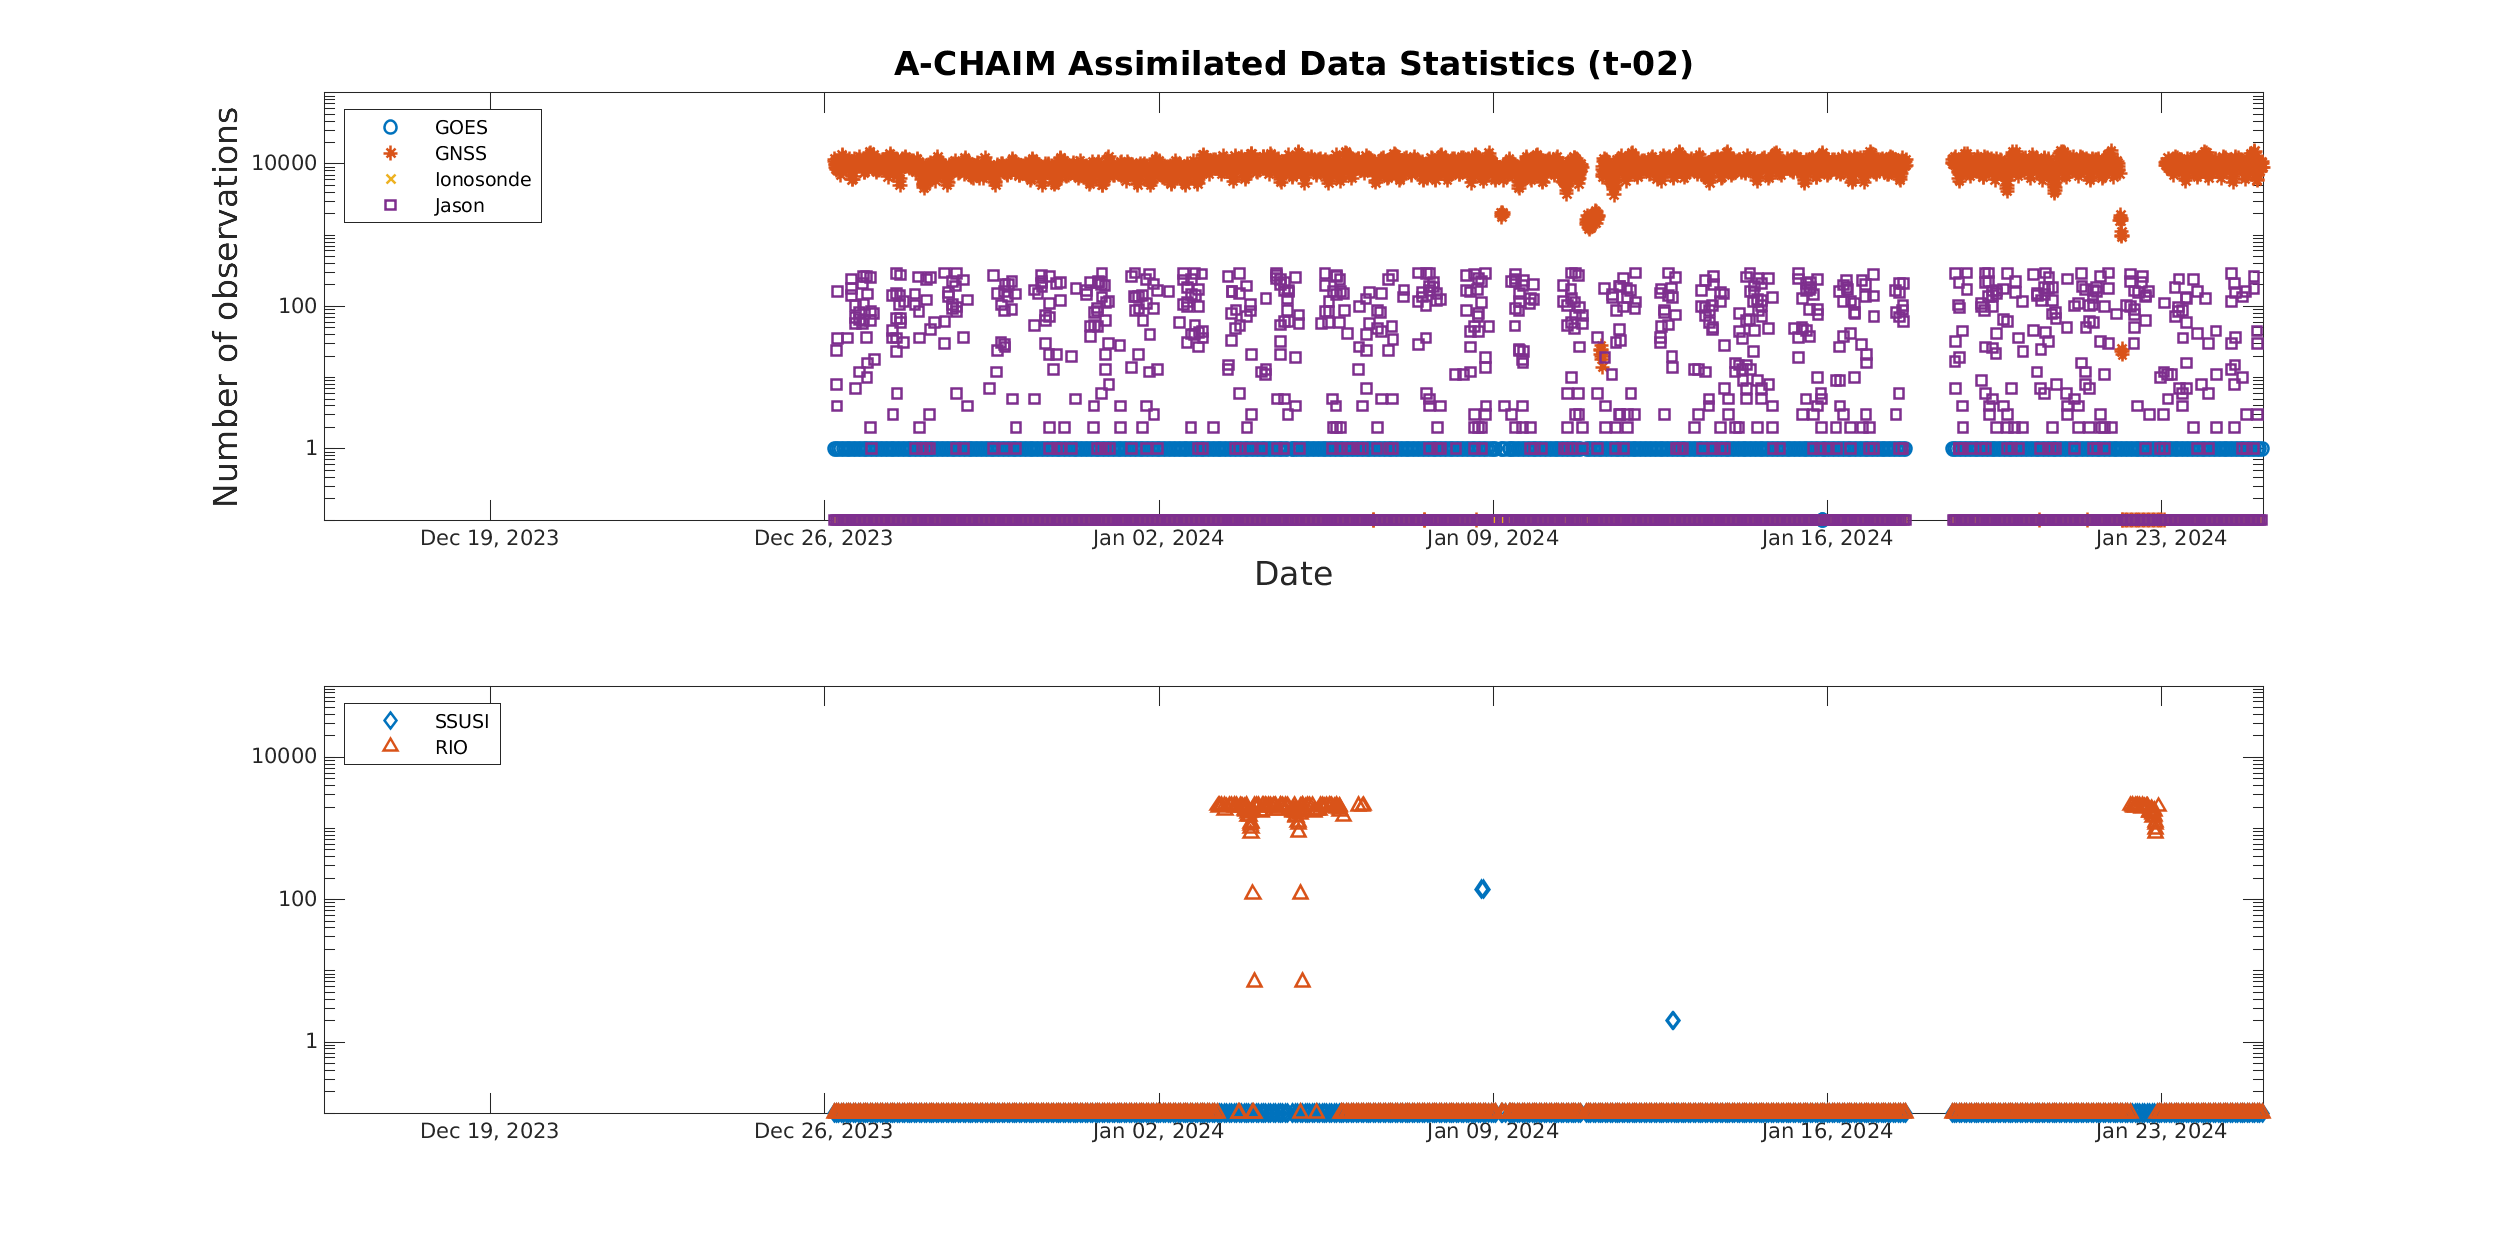 A-CHAIM Assimilated Data Statistics (t-02)
Number of observations
10000
100
1
GOES
GNSS
Ionosonde
Jason
Dec 19, 2023
Dec 26, 2023
Jan 02, 2024
Jan 09, 2024
Jan 16, 2024
Jan 23, 2024
Date
10000
100
1
SSUSI
RIO
Dec 19, 2023
Dec 26, 2023
Jan 02, 2024
Jan 09, 2024
Jan 16, 2024
Jan 23, 2024